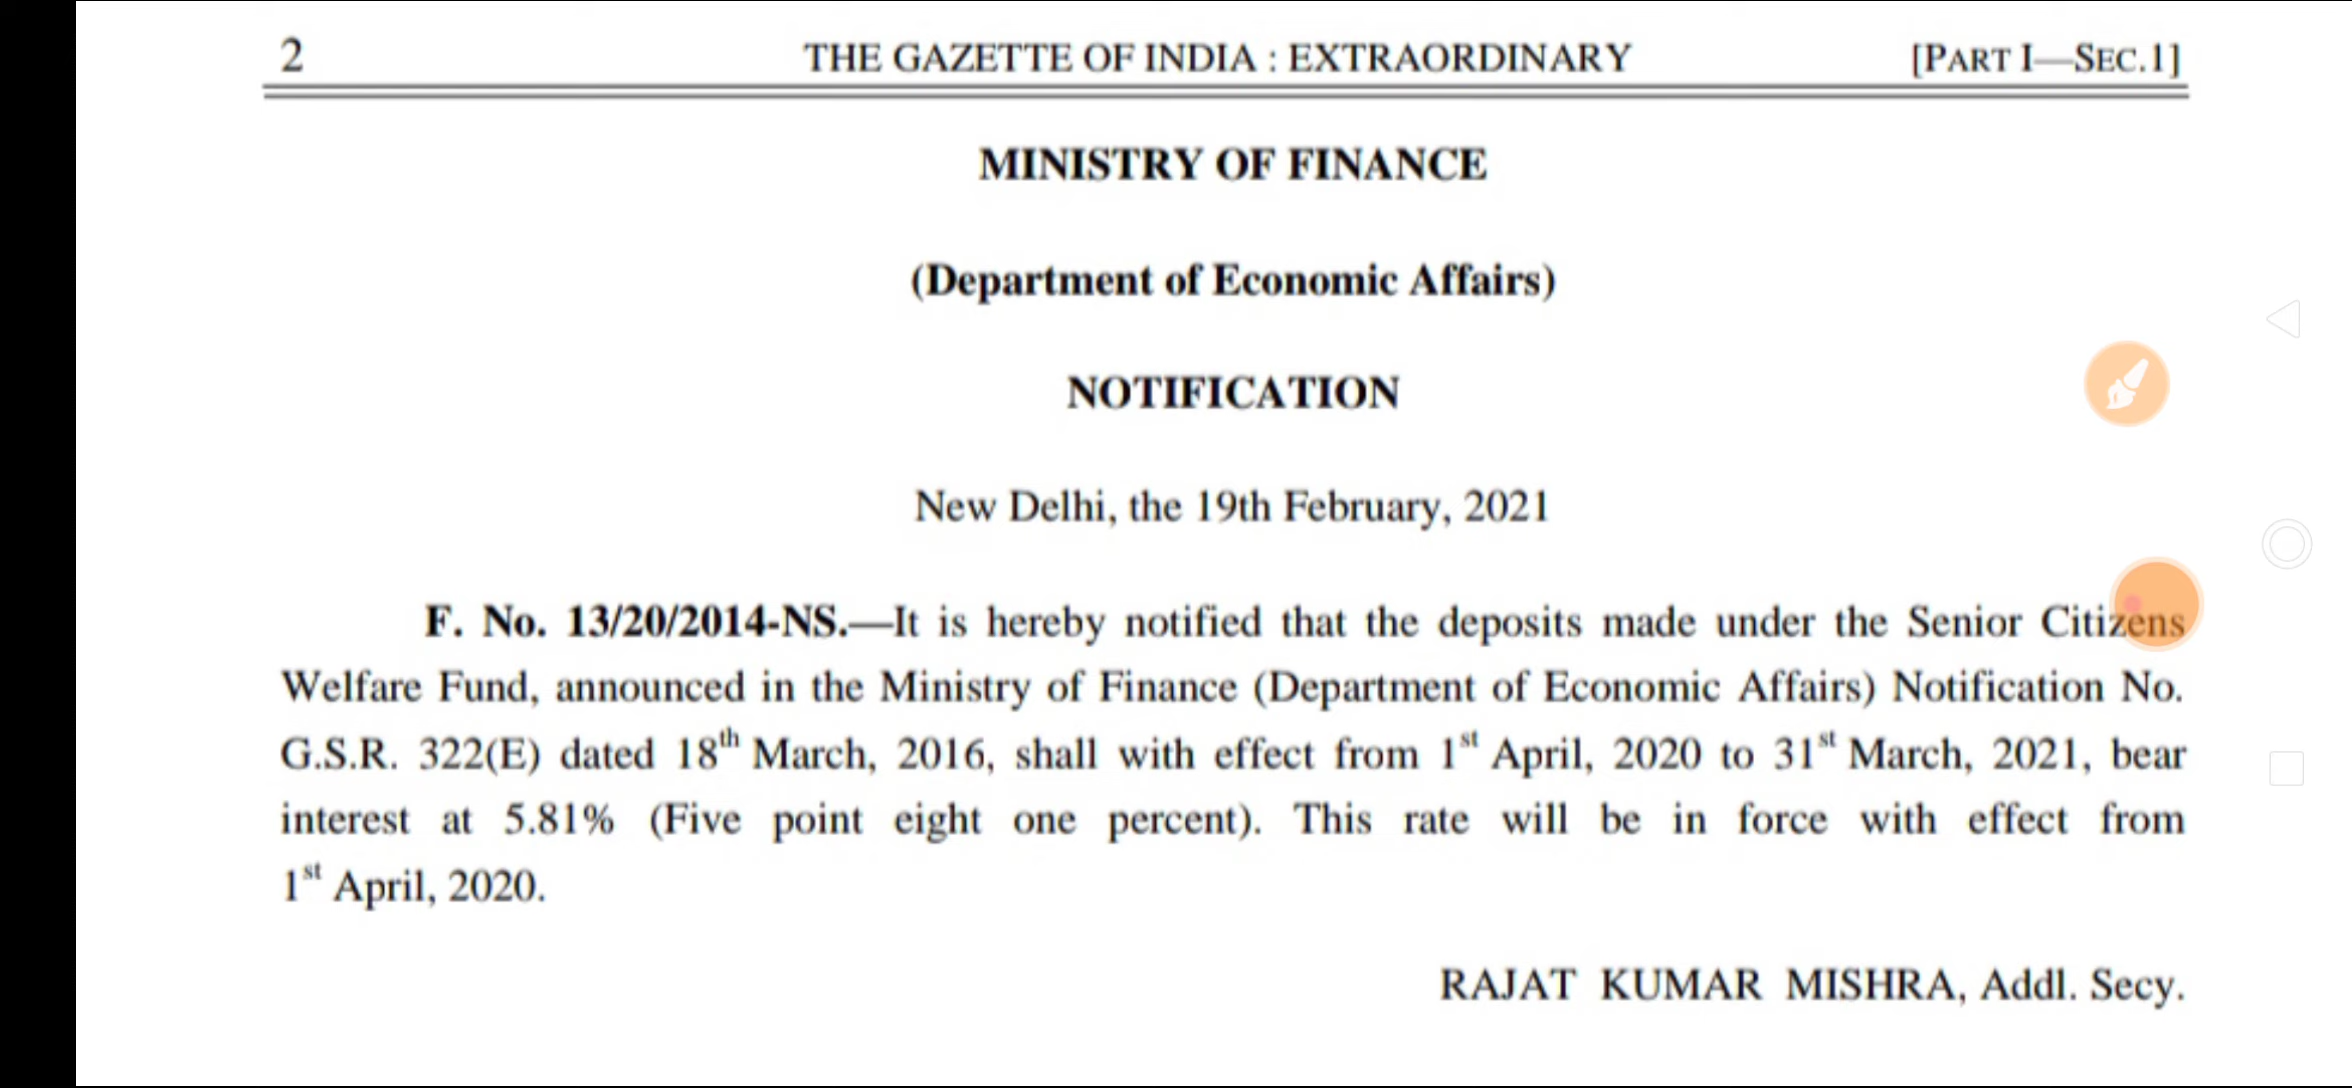 2 THE GAZETTE OF INDIA : EXTRAORDINARY [PART I—SEC.1]
MINISTRY OF FINANCE
(Department of Economic Affairs)
NOTIFICATION
New Delhi, the 19th February, 2021
F. No. 13/20/2014-NS.—It is hereby notified that the deposits made under the Senior Citizens
Welfare Fund, announced in the Ministry of Finance (Department of Economic Affairs) Notification No.
G.S.R. 322(E) dated 18th March, 2016, shall with effect from 1st April, 2020 to 31st March, 2021, bear
interest at 5.81% (Five point eight one percent). This rate will be in force with effect from
1st April, 2020.
RAJAT KUMAR MISHRA, Addl. Secy.